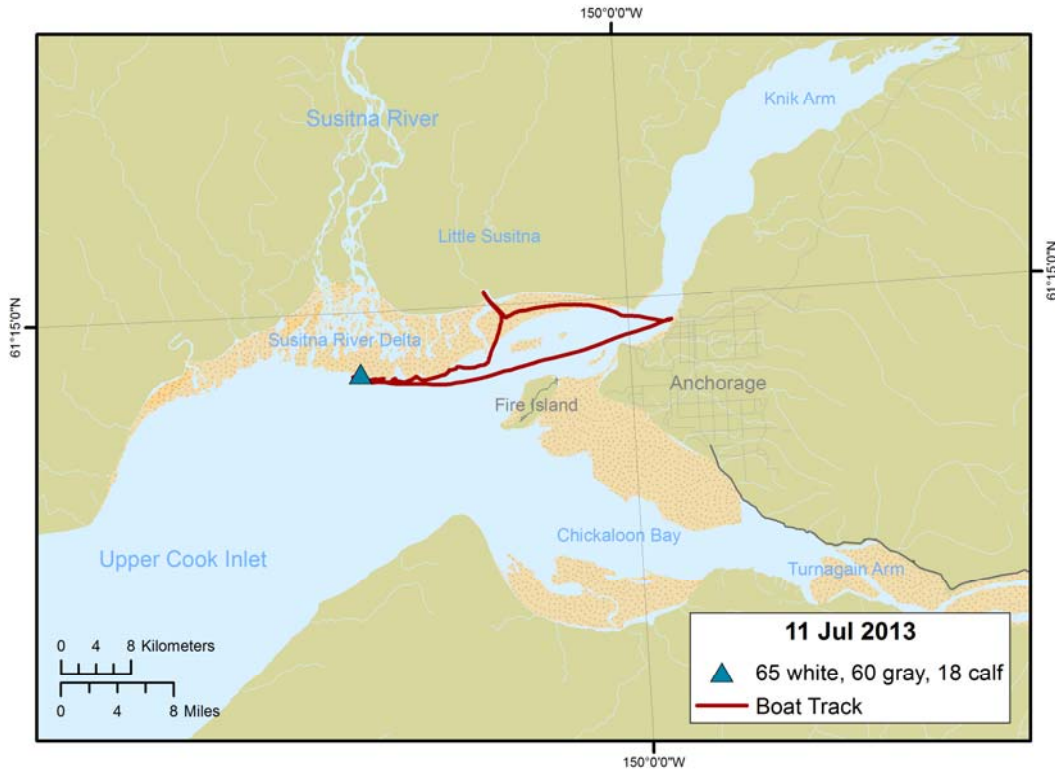 150°0'0"W
Knik Arm
Susitna River
Little Susitna
61°15'0"N
61°15'0"N
Susitna River Delta
Anchorage
Fire Island
Chickaloon Bay
Upper Cook Inlet
Turnagain Arm
11 Jul 2013
65 white, 60 gray, 18 calf
Boat Track
0 4 8 Kilometers
0 4 8 Miles
150°0'0"W